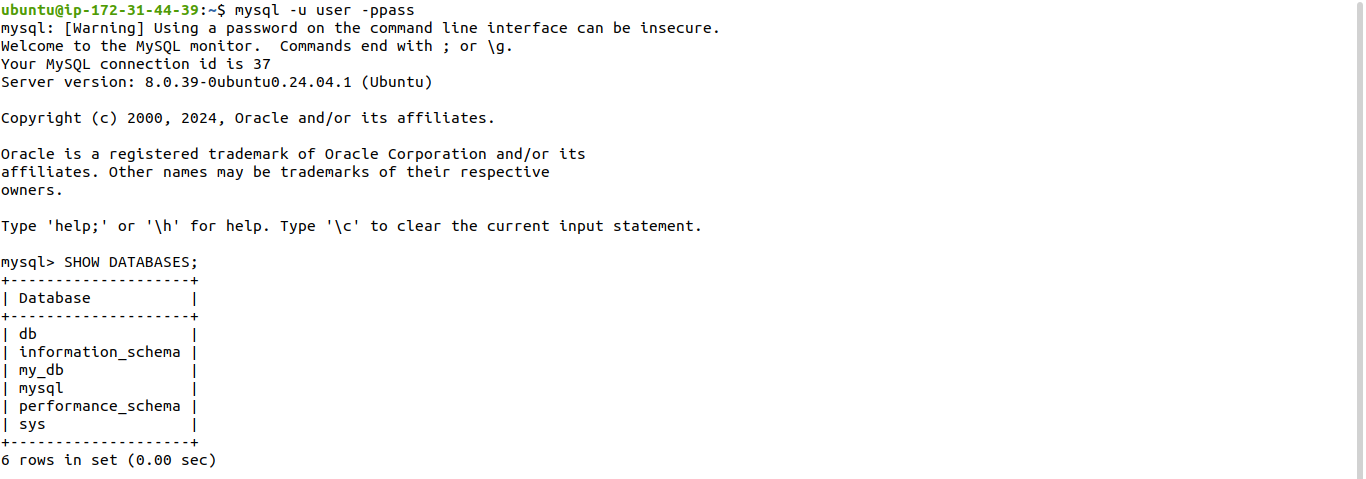 ubuntu@ip-172-31-44-39:~$ mysql -u user -ppass
mysql: [Warning] Using a password on the command line interface can be insecure.
Welcome to the MySQL monitor.  Commands end with ; or \g.
Your MySQL connection id is 37
Server version: 8.0.39-0ubuntu0.24.04.1 (Ubuntu)

Copyright (c) 2000, 2024, Oracle and/or its affiliates.

Oracle is a registered trademark of Oracle Corporation and/or its
affiliates. Other names may be trademarks of their respective
owners.

Type 'help;' or '\h' for help. Type '\c' to clear the current input statement.

mysql> SHOW DATABASES;
+--------------------+
| Database           |
+--------------------+
| db                 |
| information_schema |
| my_db              |
| mysql              |
| performance_schema |
| sys                |
+--------------------+
6 rows in set (0.00 sec)